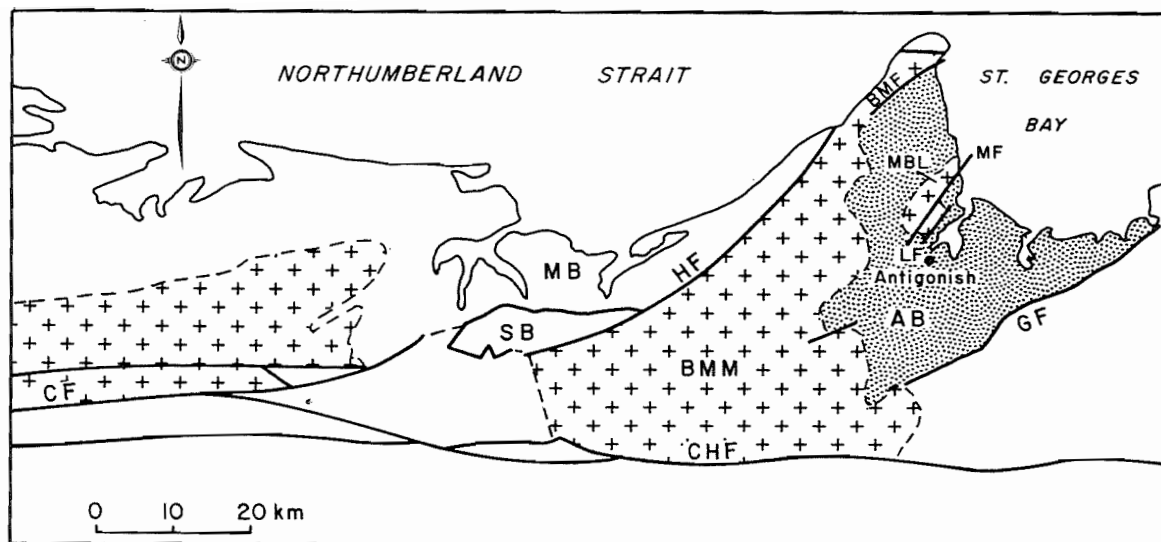 N
NORTHUMBERLAND STRAIT
ST. GEORGES
BAY
BMF
MBL
MF
LF
Antigonish
AB
GF
HF
MB
SB
BMM
CF
CHF
0 10 20 km